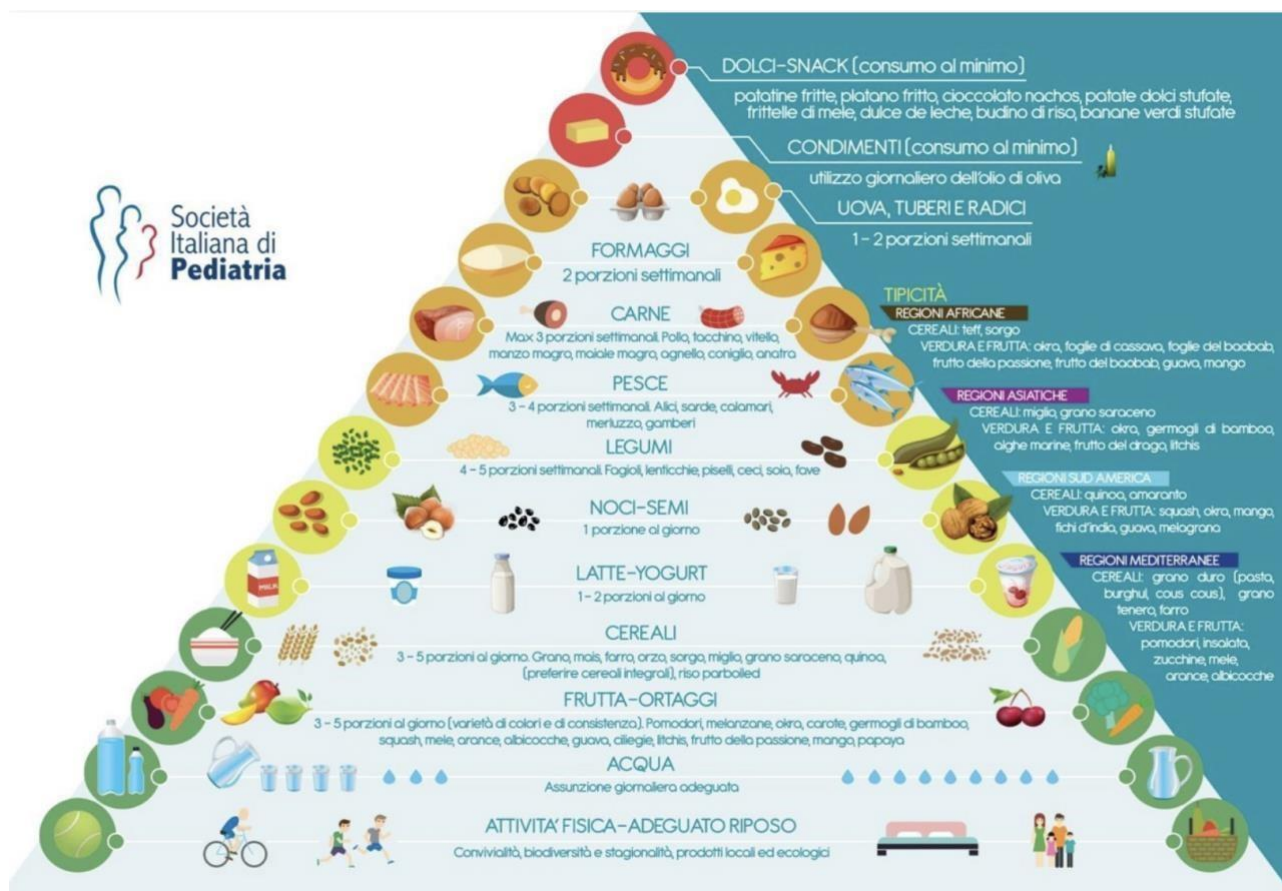 DOLCI-SNACK (consumo al minimo)
patatine fritte, platano fritto, cioccolato nachos, patate dolci stufate,
frittelle di mele, dulce de leche, budino di riso, banane verdi stufate
CONDIMENTI (consumo al minimo)
utilizzo giornaliero dell'olio di oliva
UOVA, TUBERI E RADICI
1 - 2 porzioni settimanali
Società
Italiana di
Pediatria
FORMAGGI
2 porzioni settimanali
CARNE
Max 3 porzioni settimanali. Pollo, tacchino, vitello,
manzo magro, maiale magro, agnello, coniglio, anatra
PESCE
3 - 4 porzioni settimanali. Alici, sarde, calamari,
merluzzo, gamberi
LEGUMI
4 - 5 porzioni settimanali. Fagioli, lenticchie, piselli, ceci, soia, fave
NOCI-SEMI
1 porzione al giorno
LATTE-YOGURT
1 - 2 porzioni al giorno
MILK
CEREALI
3 - 5 porzioni al giorno. Grano, mais, farro, orzo, sorgo, miglio, grano saraceno, quinoa,
(preferire cereali integrali), riso parboiled
FRUTTA-ORTAGGI
3 - 5 porzioni al giorno (varietà di colori e di consistenza). Pomodori, melanzane, okra, carote, germogli di bamboo,
squash, mele, arance, albicocche, guava, ciliegie, litchis, frutto della passione, mango, papaya
ACQUA
Assunzione giornaliera adeguata
ATTIVITA' FISICA-ADEGUATO RIPOSO
Convivialità, biodiversità e stagionalità, prodotti locali ed ecologici
TIPICITÀ
REGIONI AFRICANE
CEREALI: teff, sorgo
VERDURA E FRUTTA: okra, foglie di cassava, foglie del baobab,
frutto della passione, frutto del baobab, guava, mango
REGIONI ASIATICHE
CEREALI: miglio, grano saraceno
VERDURA E FRUTTA: okra, germogli di bamboo,
alghe marine, frutto del drago, litchis
REGIONI SUD AMERICA
CEREALI: quinoa, amaranto
VERDURA E FRUTTA: squash, okra, mango,
fichi d'india, guava, melagrana
REGIONI MEDITERRANEE
CEREALI: grano duro (pasta,
burghul, cous cous), grano
tenero, farro
VERDURA E FRUTTA:
pomodori, insalata,
zucchine, mele,
arance, albicocche